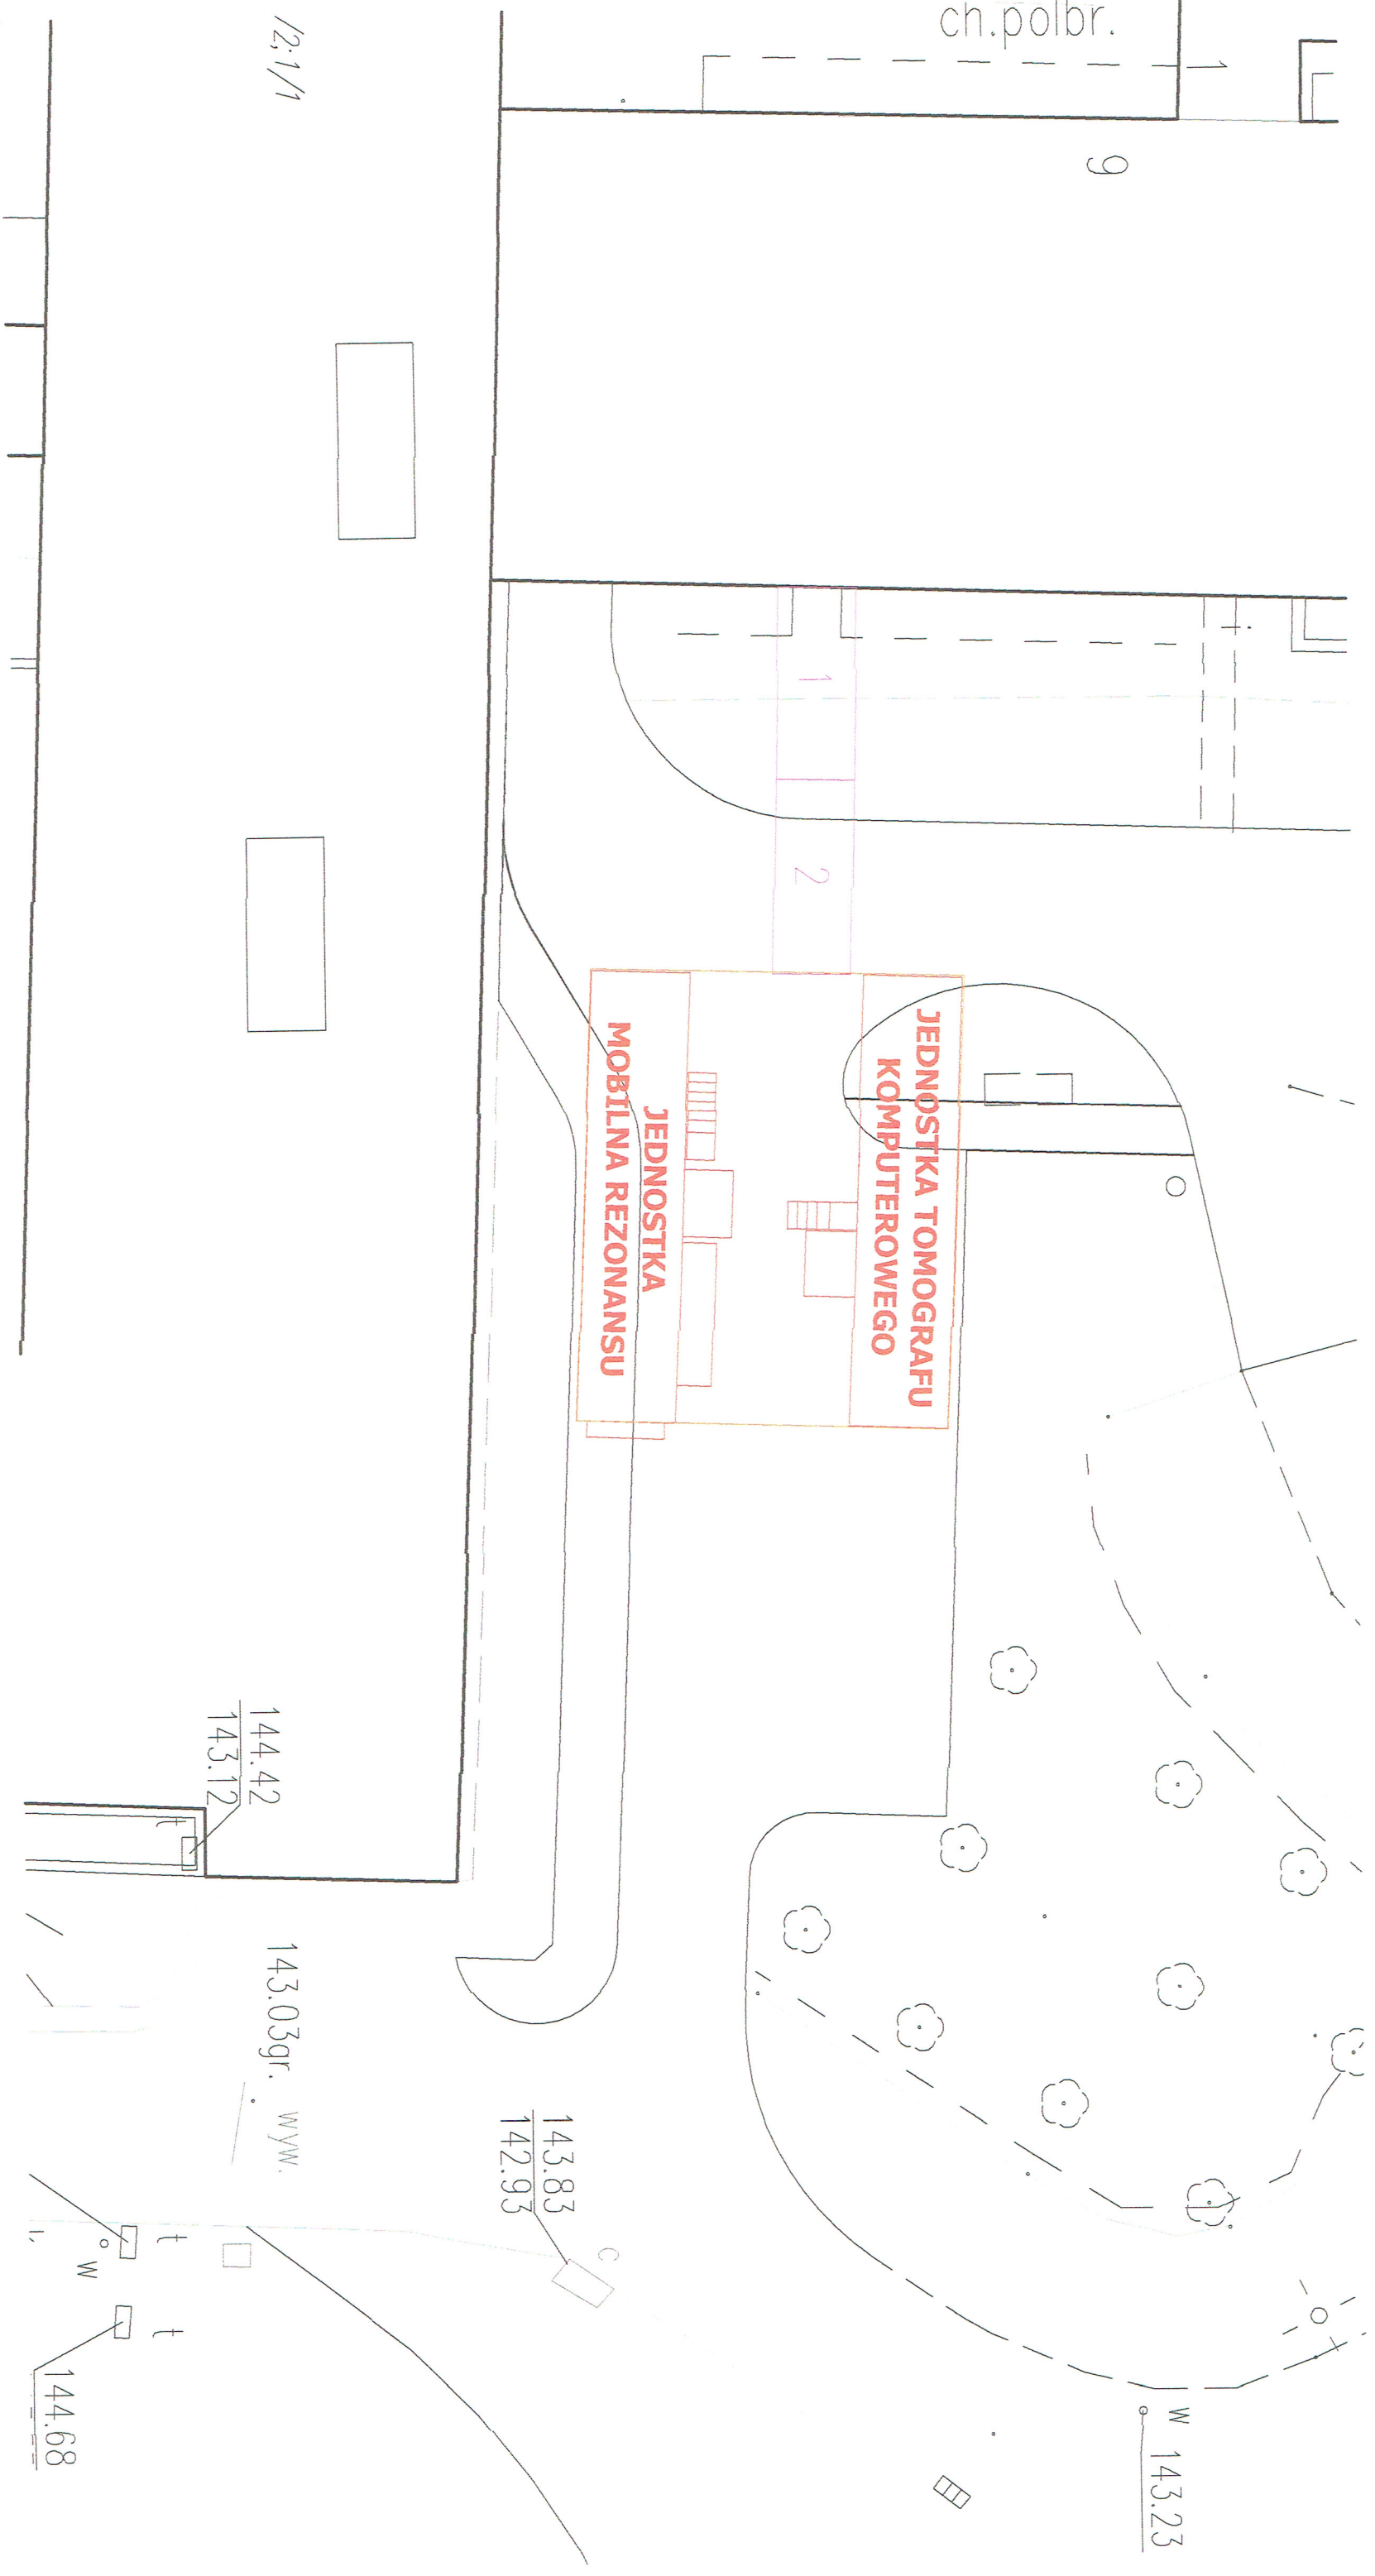 ch.polbr.
1
/2;1/1
9
1
2
JEDNOSTKA TOMOGRAFU
KOMPUTEROWEGO
JEDNOSTKA
MOBILNA REZONANSU
144.42
143.12
t
143.03gr. wyw.
143.83
142.93
c
t
w
t
144.68
w 143.23